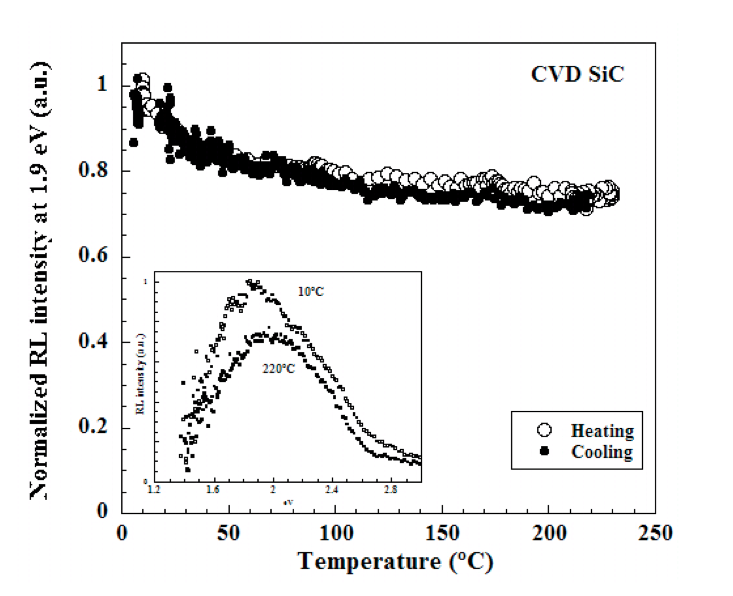 CVD SiC
Normalized RL intensity at 1.9 eV (a.u.)
1
0.8
0.6
0.4
0.2
0
0
50
100
150
200
250
Temperature (°C)
Heating
Cooling
10°C
220°C
RL intensity (a.u.)
1
0
1.2
1.6
2
2.4
2.8
eV